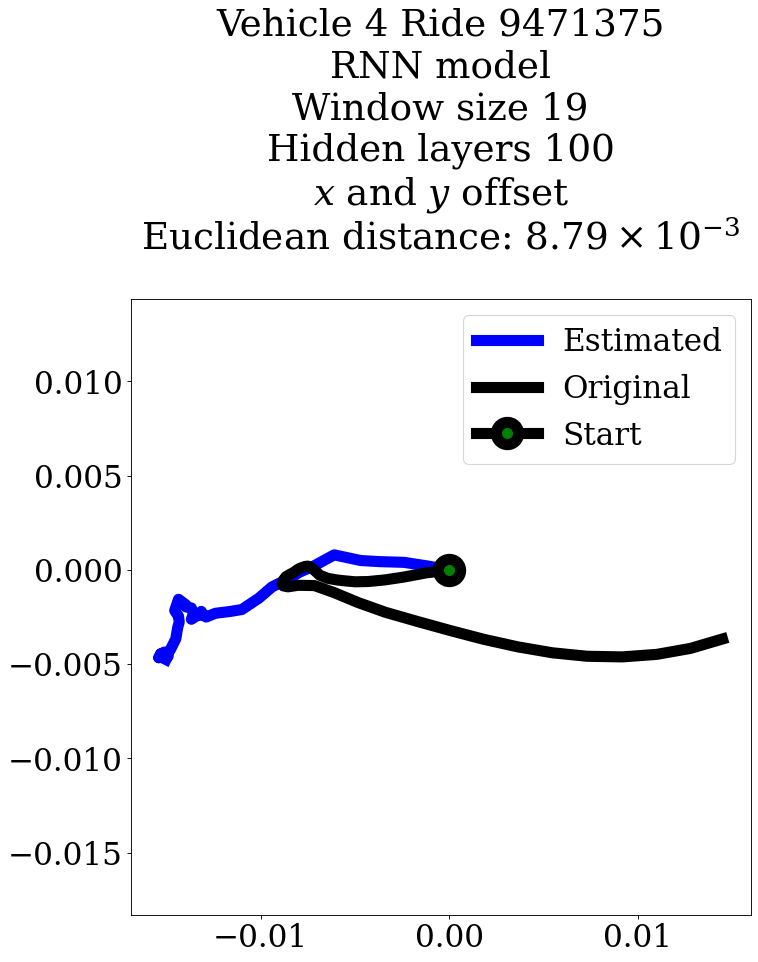 Vehicle 4 Ride 9471375
RNN model
Window size 19
Hidden layers 100
x and y offset
Euclidean distance: 8.79 × 10⁻³
Estimated
Original
Start
0.010
0.005
0.000
−0.005
−0.010
−0.015
−0.01 0.00 0.01